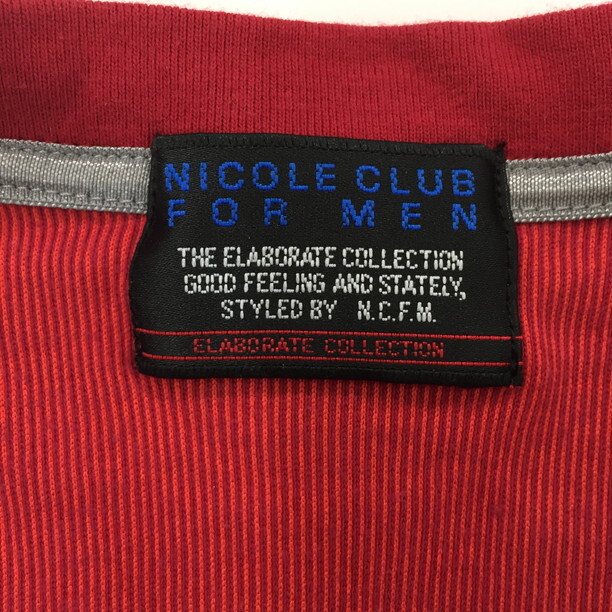 NICOLE CLUB
FOR MEN
THE ELABORATE COLLECTION
GOOD FEELING AND STATELY,
STYLED BY N.C.F.M.
ELABORATE COLLECTION